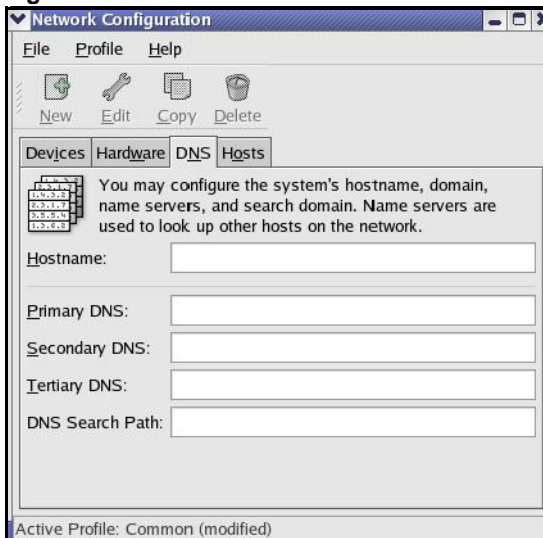 Network Configuration
File Profile Help
New Edit Copy Delete
Devices Hardware DNS Hosts
You may configure the system's hostname, domain,
name servers, and search domain. Name servers are
used to look up other hosts on the network.
Hostname:
Primary DNS:
Secondary DNS:
Tertiary DNS:
DNS Search Path:
Active Profile: Common (modified)